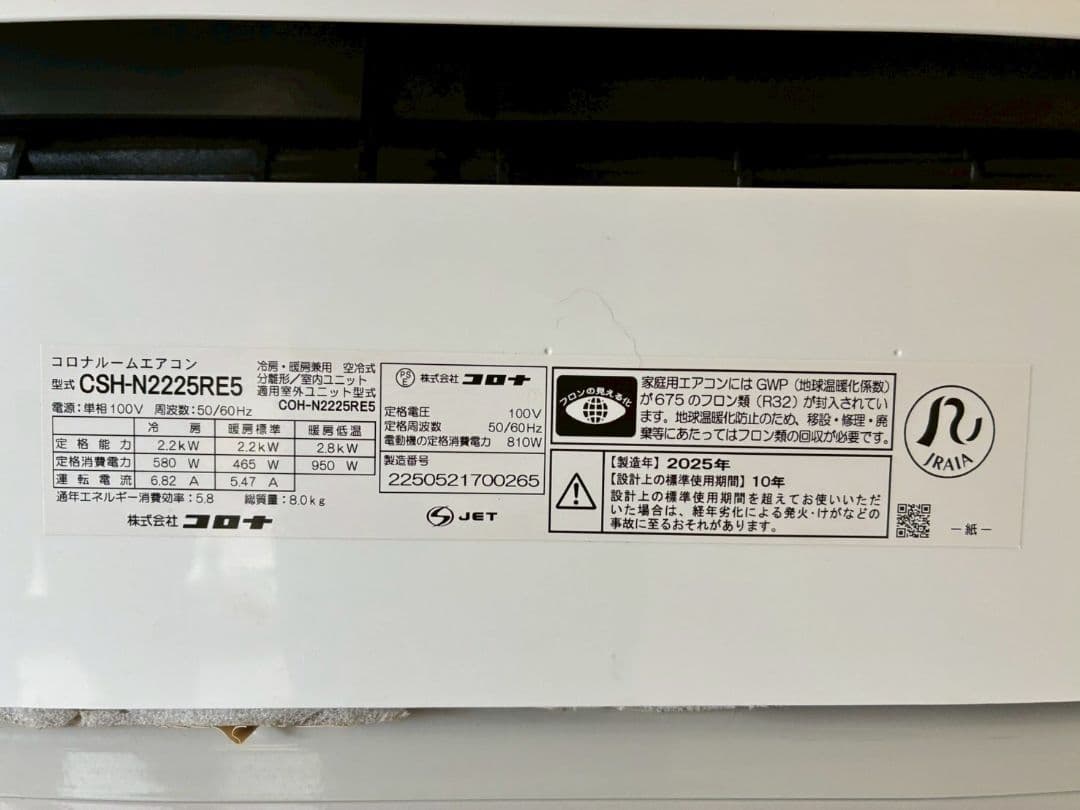 コロナルームエアコン
型式 CSH-N2225RE5
冷房・暖房兼用 空冷式
分離形/室内ユニット
適用室外ユニット型式
COH-N2225RE5
電源:単相100V 周波数:50/60Hz
冷房 暖房標準 暖房低温
定格能力 2.2kW 2.2kW 2.8kW
定格消費電力 580 W 465 W 950 W
運転電流 6.82 A 5.47 A
通年エネルギー消費効率:5.8 総質量:8.0kg
株式会社 コロナ
PSE 株式会社 コロナ
定格電圧 100V
定格周波数 50/60Hz
電動機の定格消費電力 810W
製造番号
2250521700265
S JET
フロンの見える化
家庭用エアコンには GWP(地球温暖化係数)
が 675 のフロン類(R32)が封入されてい
ます。地球温暖化防止のため、移設・修理・廃
棄等にあたってはフロン類の回収が必要です。
【製造年】2025年
【設計上の標準使用期間】10年
設計上の標準使用期間を超えてお使いいただ
いた場合は、経年劣化による発火・けがなどの
事故に至るおそれがあります。
JRAIA
－紙－